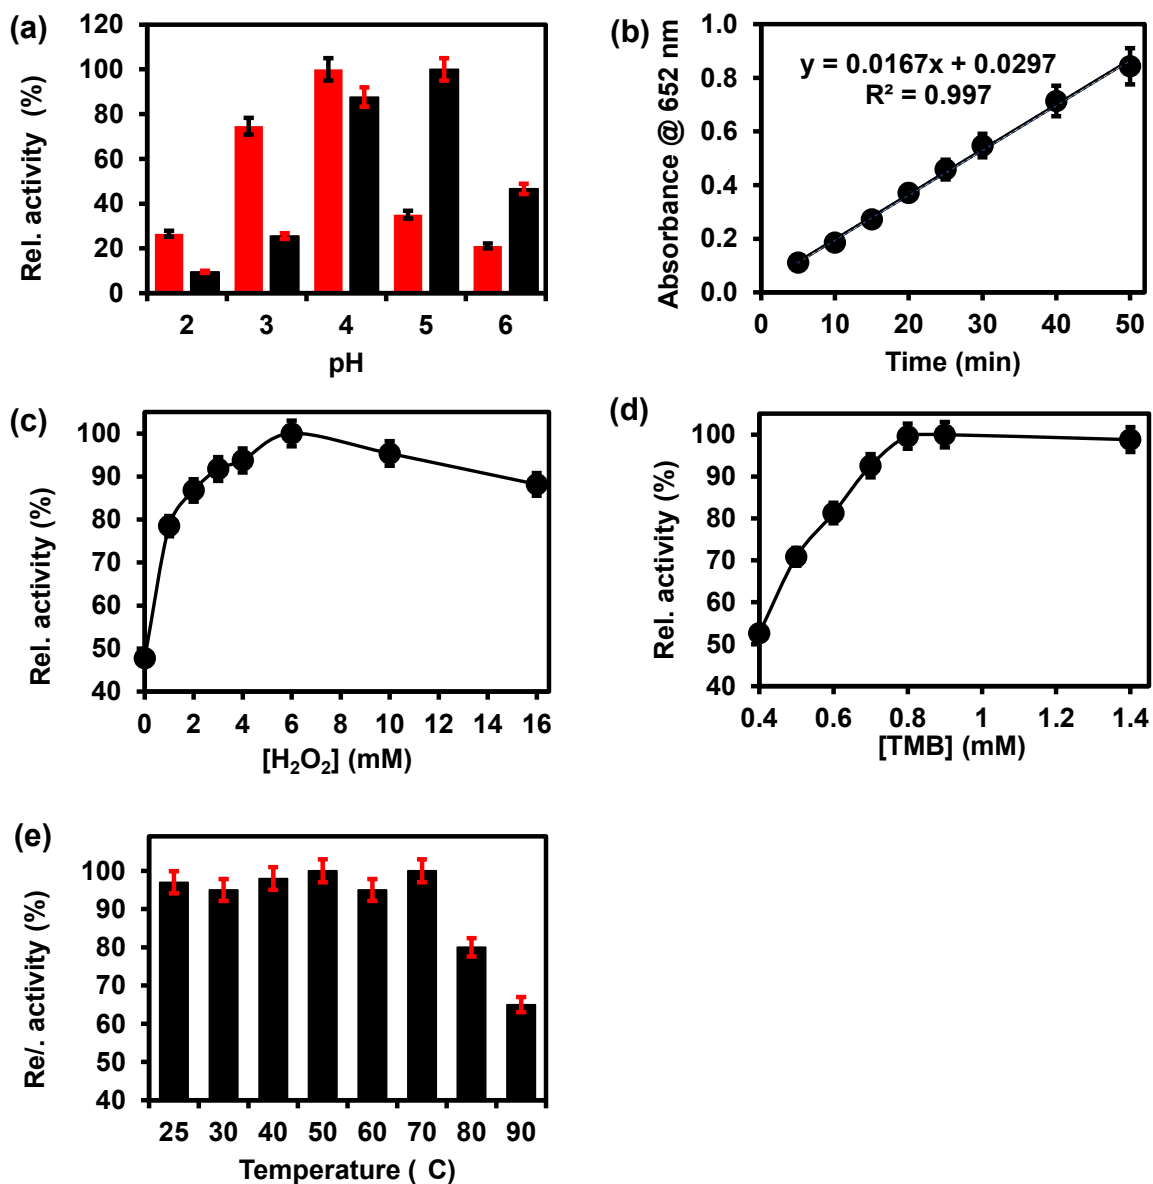 (a)
120
100
80
60
40
20
0
Rel. activity (%)
2 3 4 5 6
pH
(b)
1.0
0.8
0.6
0.4
0.2
0.0
Absorbance @ 652 nm
y = 0.0167x + 0.0297
R² = 0.997
0 10 20 30 40 50
Time (min)
(c)
100
90
80
70
60
50
40
Rel. activity (%)
0 2 4 6 8 10 12 14 16
[H₂O₂] (mM)
(d)
100
90
80
70
60
50
40
Rel. activity (%)
0.4 0.6 0.8 1 1.2 1.4
[TMB] (mM)
(e)
100
90
80
70
60
50
40
Re/. activity (%)
25 30 40 50 60 70 80 90
Temperature ( C)